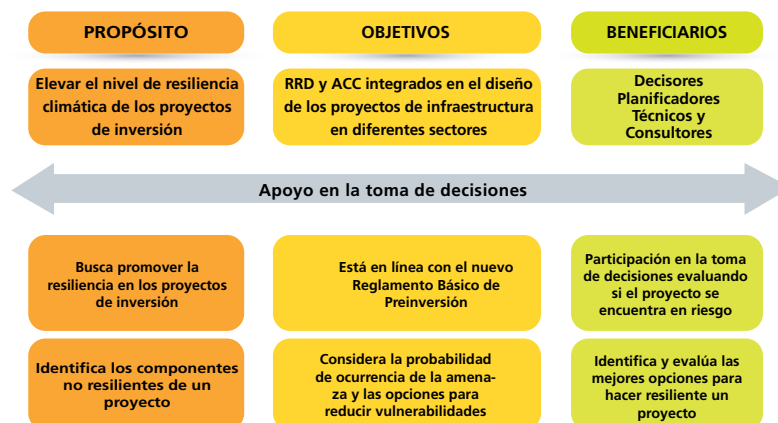 PROPÓSITO
OBJETIVOS
BENEFICIARIOS
Elevar el nivel de resiliencia
climática de los proyectos
de inversión
RRD y ACC integrados en el diseño
de los proyectos de infraestructura
en diferentes sectores
Decisores
Planificadores
Técnicos y
Consultores
Apoyo en la toma de decisiones
Busca promover la
resiliencia en los proyectos
de inversión
Está en línea con el nuevo
Reglamento Básico de
Preinversión
Participación en la toma
de decisiones evaluando
si el proyecto se
encuentra en riesgo
Identifica los componentes
no resilientes de un
proyecto
Considera la probabilidad
de ocurrencia de la amena-
za y las opciones para
reducir vulnerabilidades
Identifica y evalúa las
mejores opciones para
hacer resiliente un
proyecto